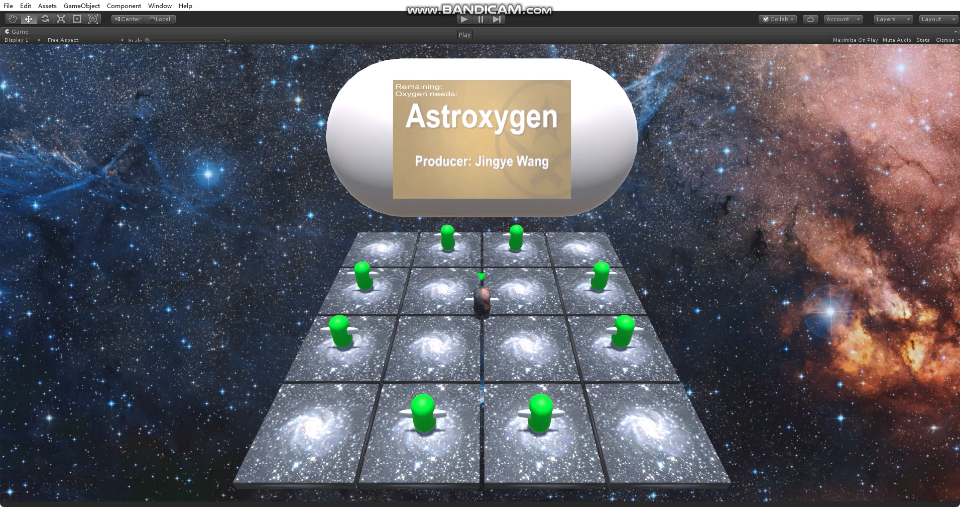 www.BANDICAM.com
File Edit Assets GameObject Component Window Help
Center Local
Collab Account Layers Layout
Game
Play
Display 1 Free Aspect Scale 1x
Maximize On Play Mute Audio Stats Gizmos
Remaining:
Oxygen needs:
Astroxygen
Producer: Jingye Wang